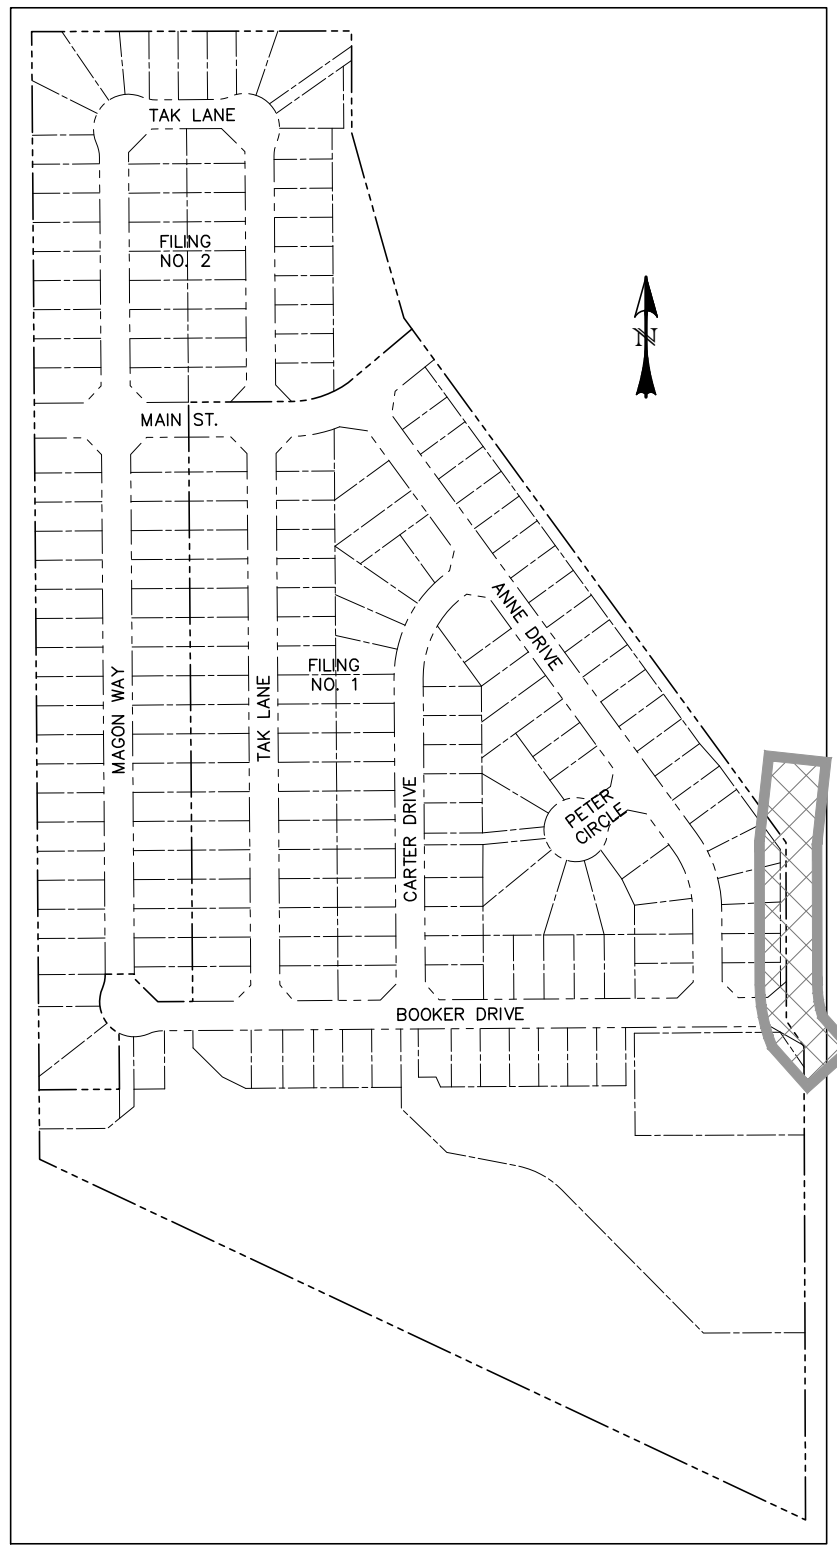 TAK LANE
FILING
NO. 2
N
MAIN ST.
ANNE DRIVE
FILING
NO. 1
MAGON WAY
TAK LANE
CARTER DRIVE
PETER
CIRCLE
BOOKER DRIVE